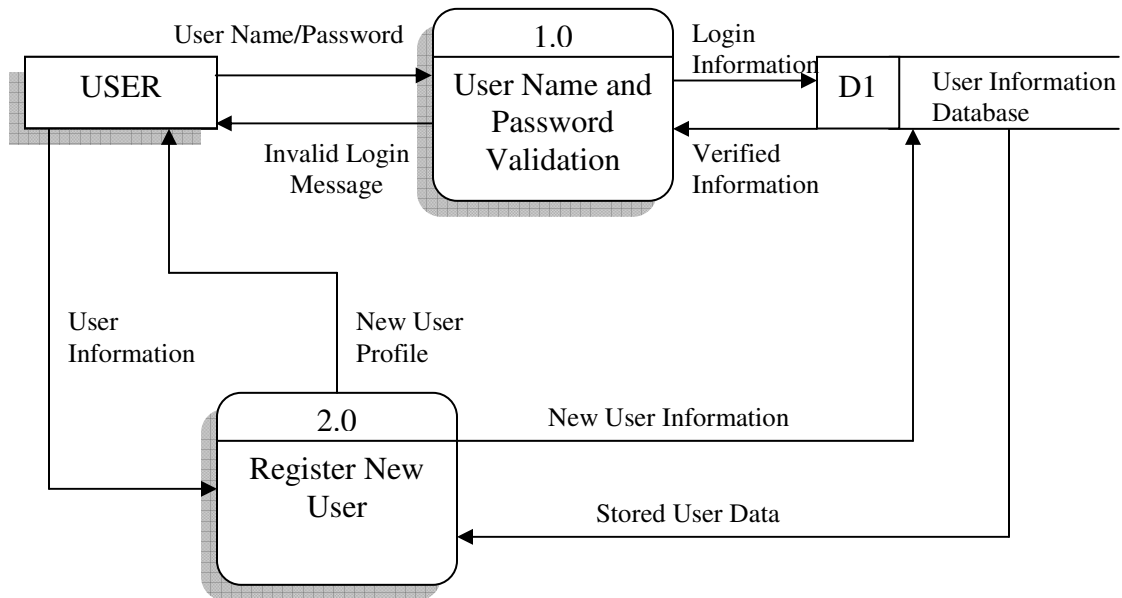 User Name/Password
1.0
Login
Information
USER
User Name and
Password
Validation
D1
User Information
Database
Invalid Login
Message
Verified
Information
User
Information
New User
Profile
2.0
New User Information
Register New
User
Stored User Data